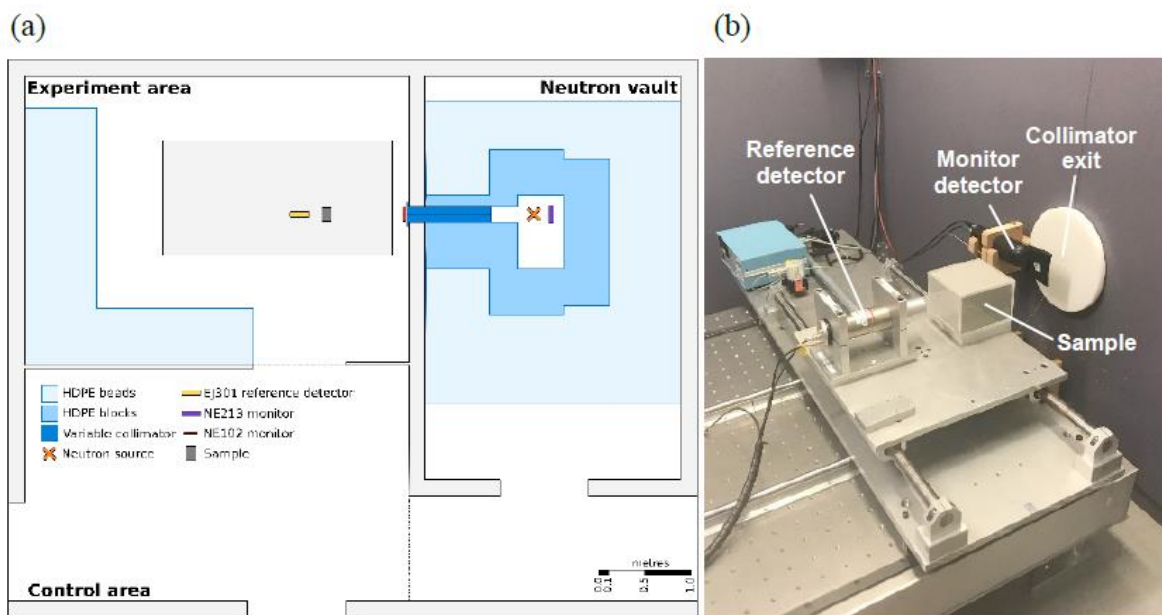 (a)
(b)
Experiment area
Neutron vault
HDPE beads
HDPE blocks
Variable collimator
Neutron source
EJ301 reference detector
NE213 monitor
NE102 monitor
Sample
metres
0.0
0.1
0.5
1.0
Control area
Reference
detector
Monitor
detector
Collimator
exit
Sample